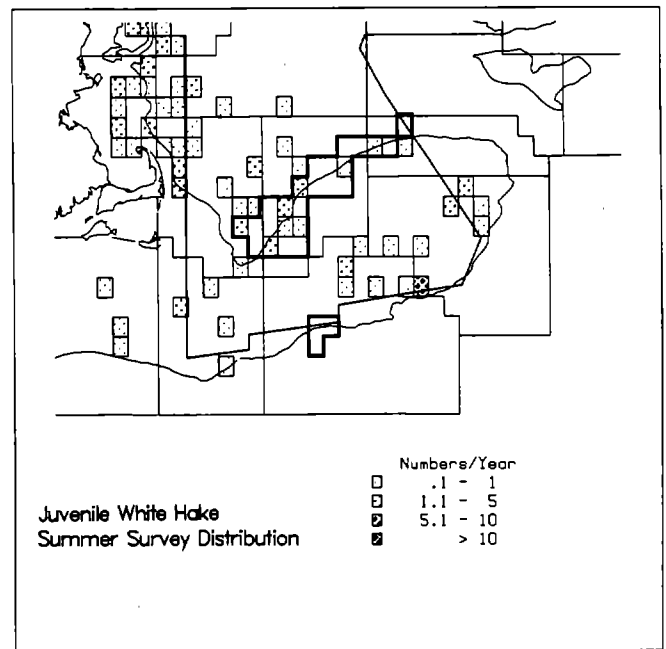 Numbers/Year
.1 - 1
1.1 - 5
5.1 - 10
> 10
Juvenile White Hake
Summer Survey Distribution